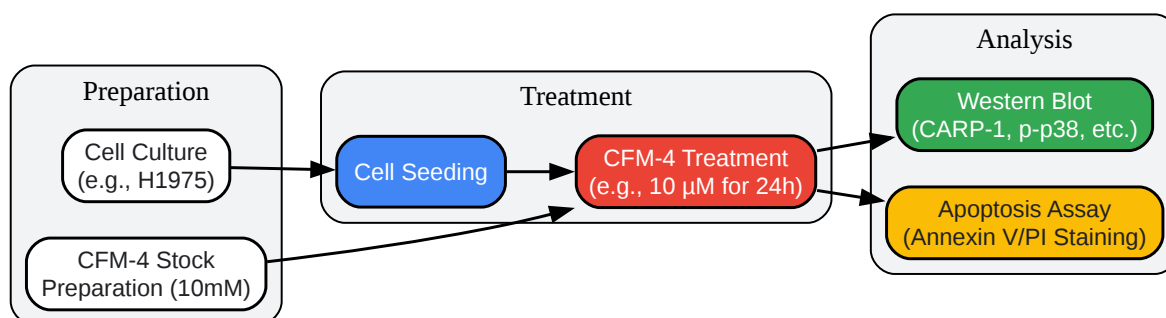 Preparation
Cell Culture
(e.g., H1975)
CFM-4 Stock
Preparation (10mM)
Treatment
Cell Seeding
CFM-4 Treatment
(e.g., 10 µM for 24h)
Analysis
Western Blot
(CARP-1, p-p38, etc.)
Apoptosis Assay
(Annexin V/PI Staining)